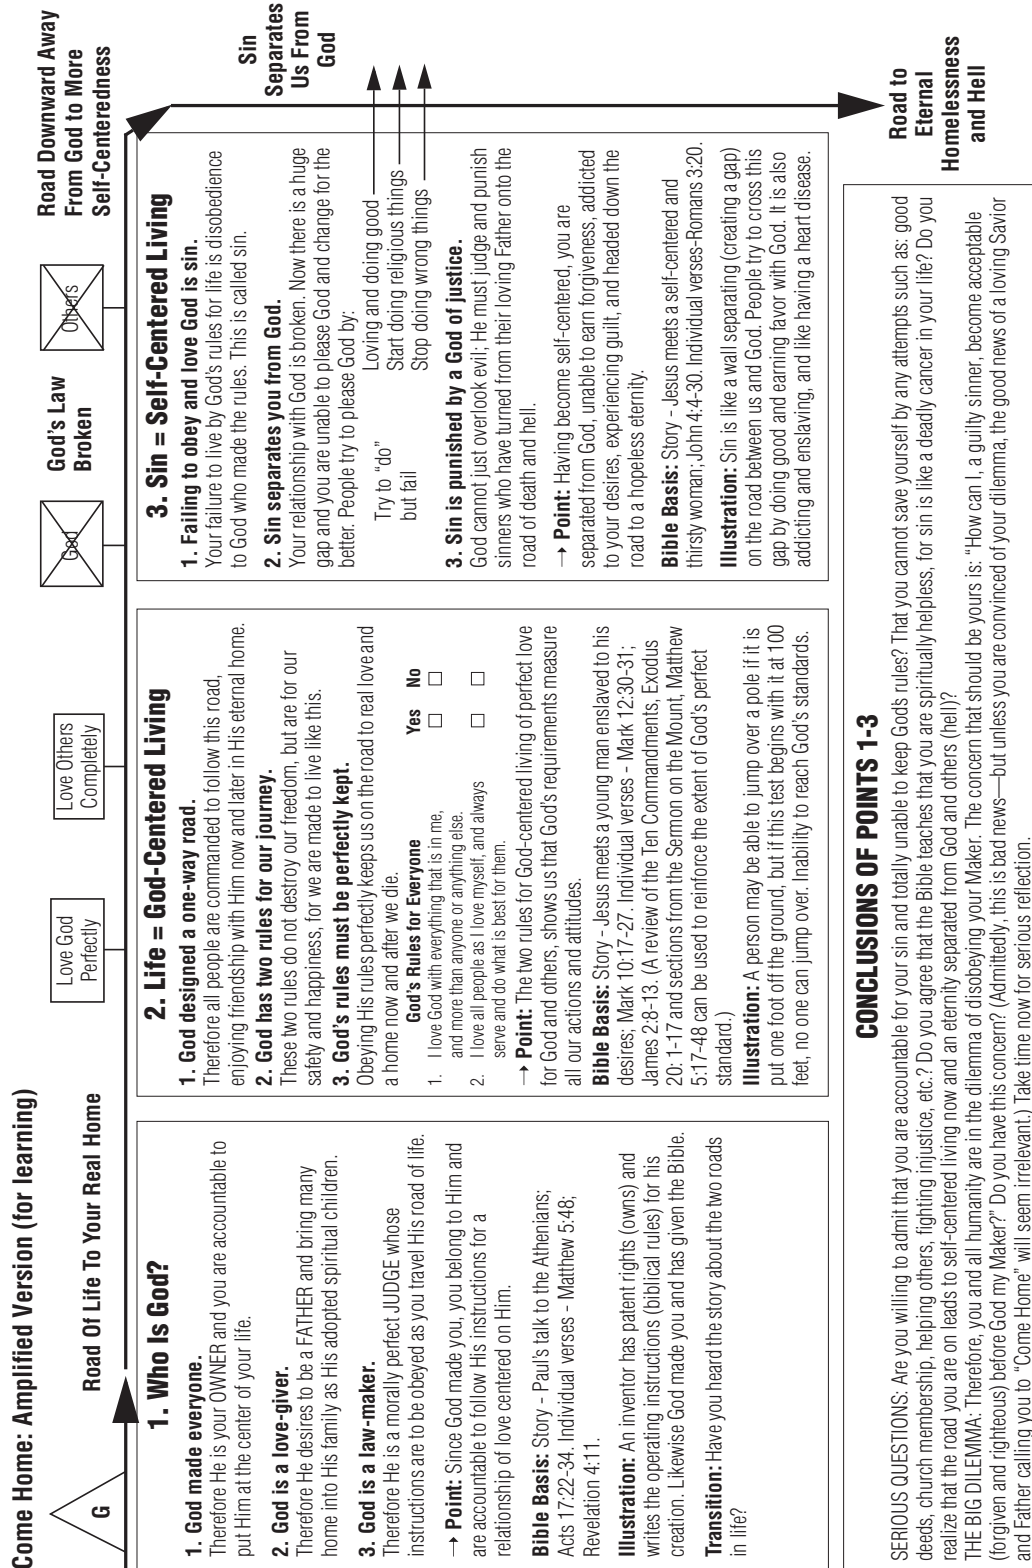 Come Home: Amplified Version (for learning)
G
Road Of Life To Your Real Home
Love God
Perfectly
Love Others
Completely
God
God's Law
Broken
Others
Road Downward Away
From God to More
Self-Centeredness
1. Who Is God?
1. God made everyone.
Therefore He is your OWNER and you are accountable to
put Him at the center of your life.
2. God is a love-giver.
Therefore He desires to be a FATHER and bring many
home into His family as His adopted spiritual children.
3. God is a law-maker.
Therefore He is a morally perfect JUDGE whose
instructions are to be obeyed as you travel His road of life.
→ Point: Since God made you, you belong to Him and
are accountable to follow His instructions for a
relationship of love centered on Him.
Bible Basis: Story - Paul's talk to the Athenians;
Acts 17:22-34. Individual verses - Matthew 5:48;
Revelation 4:11.
Illustration: An inventor has patent rights (owns) and
writes the operating instructions (biblical rules) for his
creation. Likewise God made you and has given the Bible.
Transition: Have you heard the story about the two roads
in life?
2. Life = God-Centered Living
1. God designed a one-way road.
Therefore all people are commanded to follow this road,
enjoying friendship with Him now and later in His eternal home.
2. God has two rules for our journey.
These two rules do not destroy our freedom, but are for our
safety and happiness, for we are made to live like this.
3. God's rules must be perfectly kept.
Obeying His rules perfectly keeps us on the road to real love and
a home now and after we die.
God's Rules for Everyone Yes No
1. I love God with everything that is in me, ☐ ☐
and more than anyone or anything else.
2. I love all people as I love myself, and always ☐ ☐
serve and do what is best for them.
→ Point: The two rules for God-centered living of perfect love
for God and others, shows us that God's requirements measure
all our actions and attitudes.
Bible Basis: Story - Jesus meets a young man enslaved to his
desires; Mark 10:17-27. Individual verses - Mark 12:30-31;
James 2:8-13. (A review of the Ten Commandments, Exodus
20: 1-17 and sections from the Sermon on the Mount, Matthew
5:17-48 can be used to reinforce the extent of God's perfect
standard.)
Illustration: A person may be able to jump over a pole if it is
put one foot off the ground, but if this test begins with it at 100
feet, no one can jump over. Inability to reach God's standards.
3. Sin = Self-Centered Living
1. Failing to obey and love God is sin.
Your failure to live by God's rules for life is disobedience
to God who made the rules. This is called sin.
2. Sin separates you from God.
Your relationship with God is broken. Now there is a huge
gap and you are unable to please God and change for the
better. People try to please God by:
Try to "do"
but fail
Loving and doing good
Start doing religious things
Stop doing wrong things
3. Sin is punished by a God of justice.
God cannot just overlook evil; He must judge and punish
sinners who have turned from their loving Father onto the
road of death and hell.
→ Point: Having become self-centered, you are
separated from God, unable to earn forgiveness, addicted
to your desires, experiencing guilt, and headed down the
road to a hopeless eternity.
Bible Basis: Story - Jesus meets a self-centered and
thirsty woman; John 4:4-30. Individual verses-Romans 3:20.
Illustration: Sin is like a wall separating (creating a gap)
on the road between us and God. People try to cross this
gap by doing good and earning favor with God. It is also
addicting and enslaving, and like having a heart disease.
Sin
Separates
Us From
God
Road to
Eternal
Homelessness
and Hell
CONCLUSIONS OF POINTS 1-3
SERIOUS QUESTIONS: Are you willing to admit that you are accountable for your sin and totally unable to keep Gods rules? That you cannot save yourself by any attempts such as: good
deeds, church membership, helping others, fighting injustice, etc.? Do you agree that the Bible teaches that you are spiritually helpless, for sin is like a deadly cancer in your life? Do you
realize that the road you are on leads to self-centered living now and an eternity separated from God and others (hell)?
THE BIG DILEMMA: Therefore, you and all humanity are in the dilemma of disobeying your Maker. The concern that should be yours is: "How can I, a guilty sinner, become acceptable
(forgiven and righteous) before God my Maker?" Do you have this concern? (Admittedly, this is bad news—but unless you are convinced of your dilemma, the good news of a loving Savior
and Father calling you to "Come Home" will seem irrelevant.) Take time now for serious reflection.